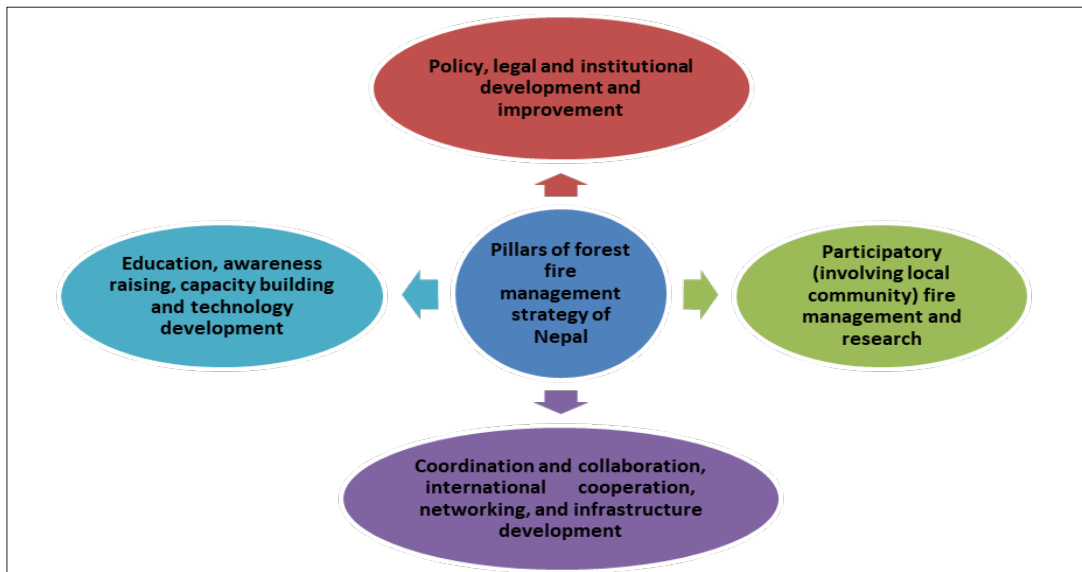 Policy, legal and institutional
development and
improvement
Education, awareness
raising, capacity building
and technology
development
Pillars of forest
fire
management
strategy of
Nepal
Participatory
(involving local
community) fire
management and
research
Coordination and collaboration,
international cooperation,
networking, and infrastructure
development